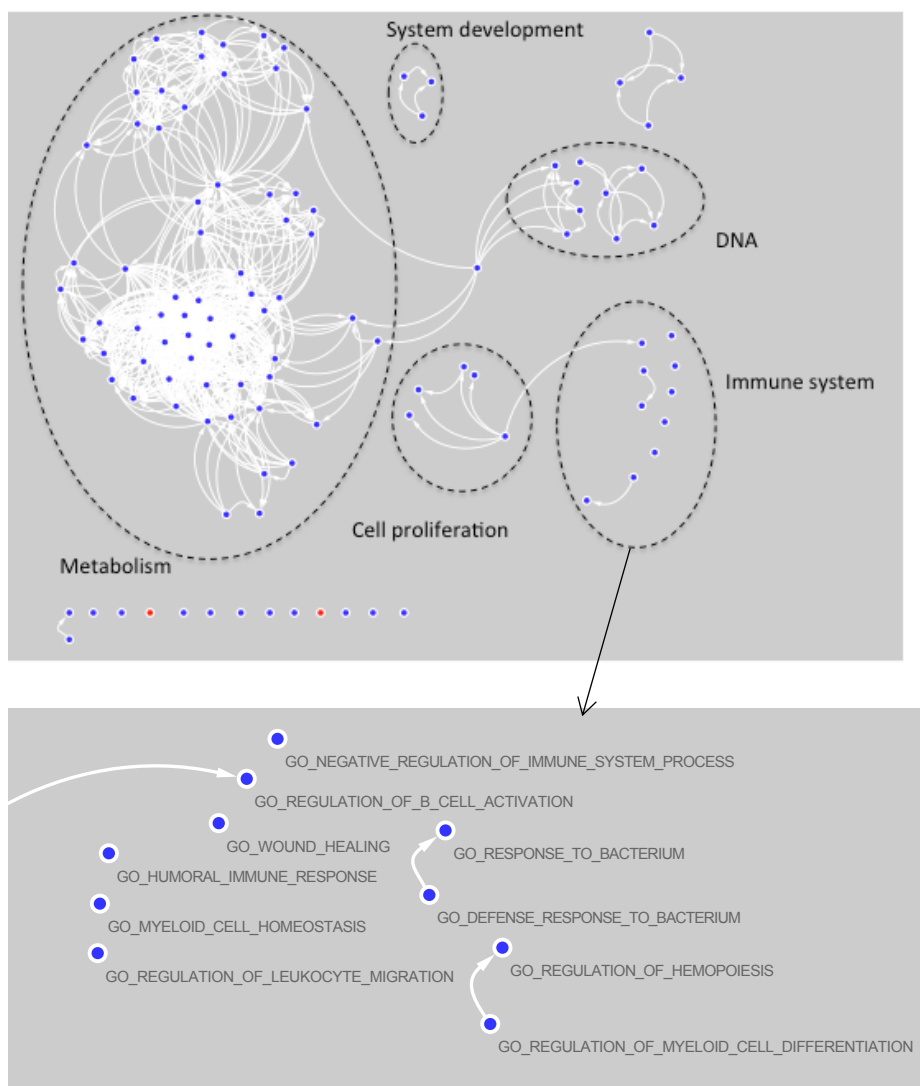 System development
DNA
Immune system
Cell proliferation
Metabolism
GO_NEGATIVE_REGULATION_OF_IMMUNE_SYSTEM_PROCESS
GO_REGULATION_OF_B_CELL_ACTIVATION
GO_WOUND_HEALING
GO_RESPONSE_TO_BACTERIUM
GO_HUMORAL_IMMUNE_RESPONSE
GO_DEFENSE_RESPONSE_TO_BACTERIUM
GO_MYELOID_CELL_HOMEOSTASIS
GO_REGULATION_OF_HEMOPOIESIS
GO_REGULATION_OF_LEUKOCYTE_MIGRATION
GO_REGULATION_OF_MYELOID_CELL_DIFFERENTIATION